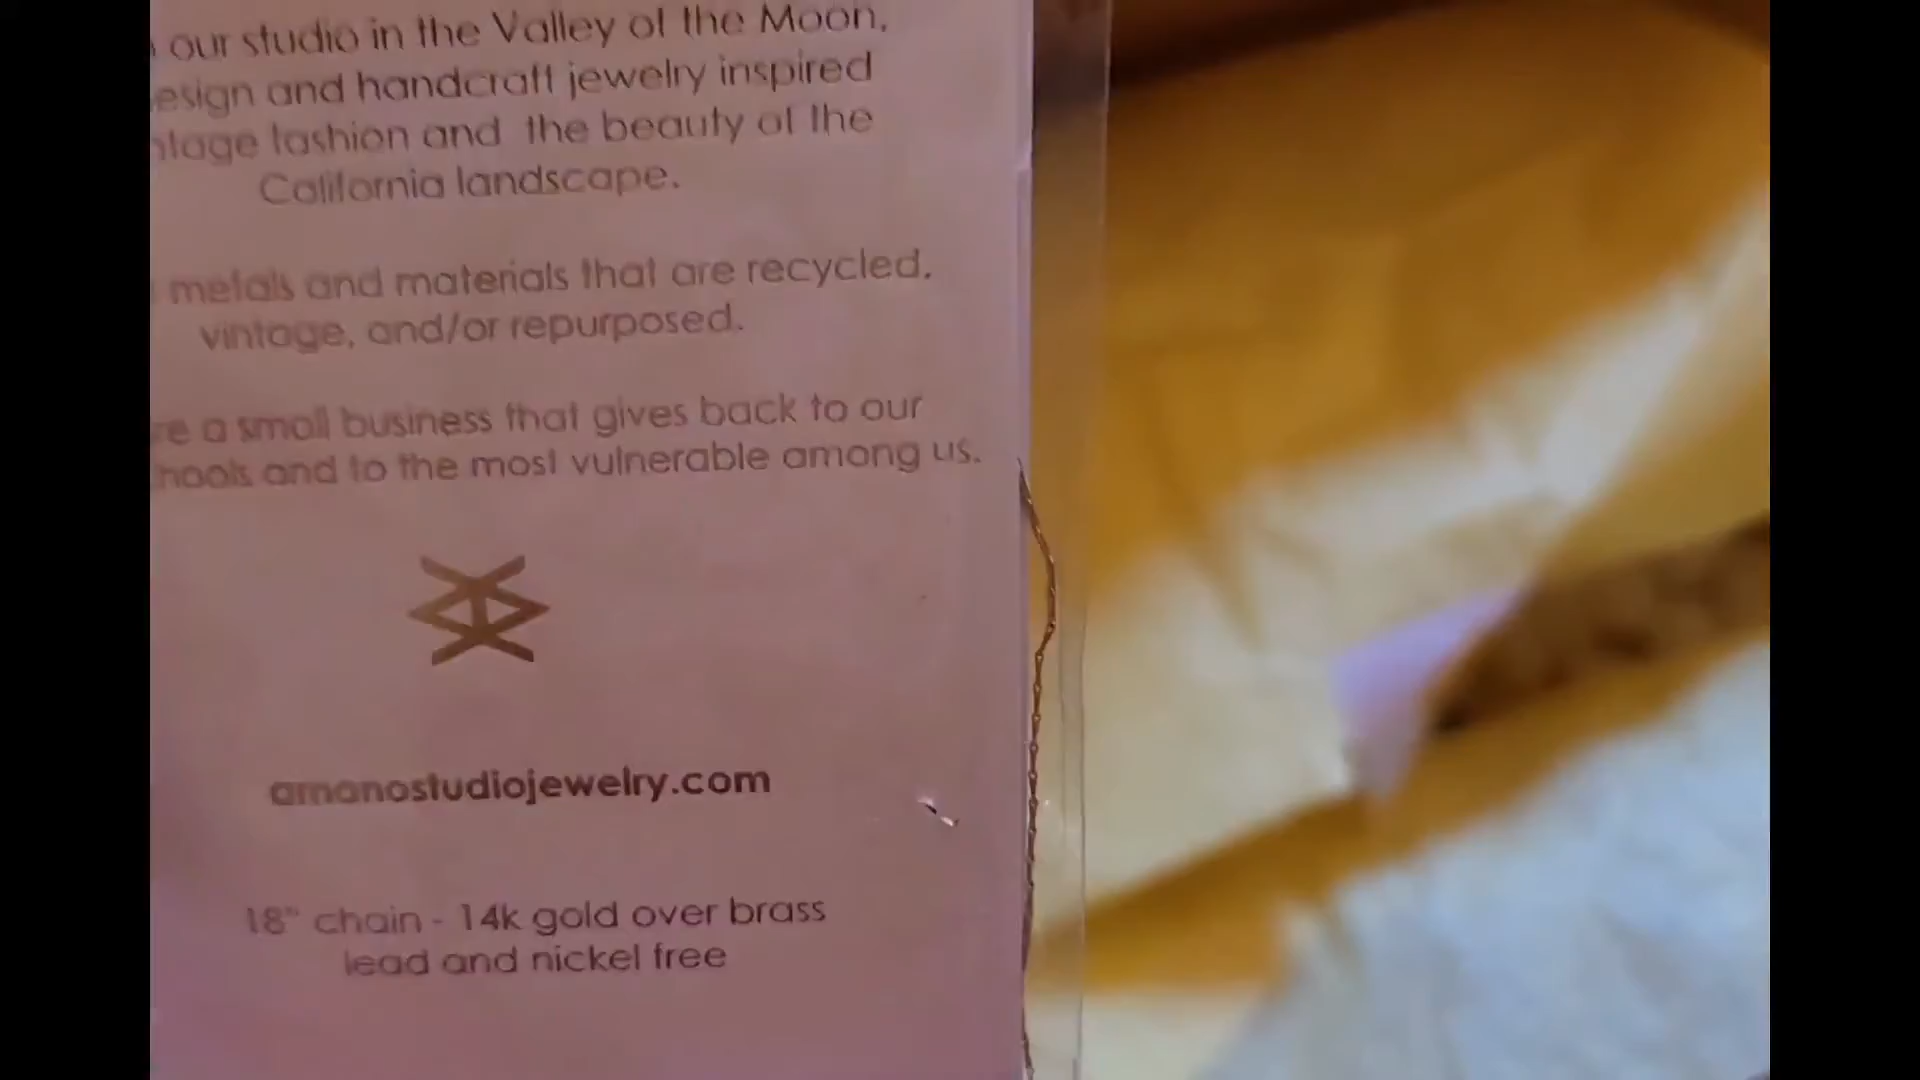 our studio in the Valley of the Moon,
esign and handcraft jewelry inspired
ntage fashion and the beauty of the
California landscape.
metals and materials that are recycled,
vintage, and/or repurposed.
re a small business that gives back to our
hools and to the most vulnerable among us.
amanostudiojewelry.com
18" chain - 14k gold over brass
lead and nickel free